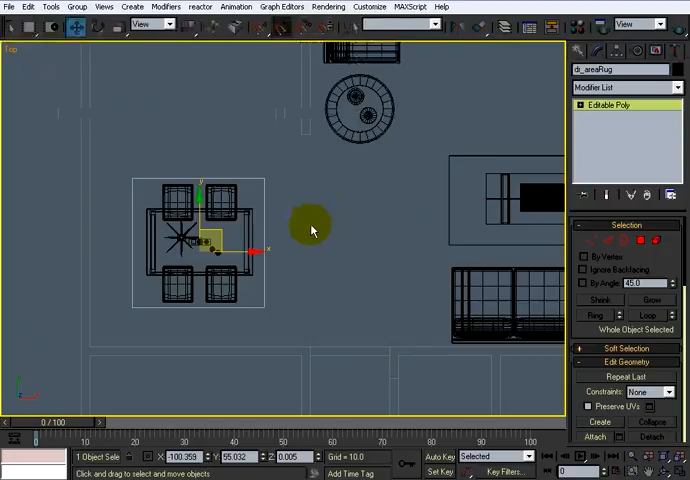 File Edit Tools Group Views Create Modifiers reactor Animation Graph Editors Rendering Customize MAXScript Help
View View
Top
dr_areaRug
Modifier List
Editable Poly
y
x
Selection
By Vertex
Ignore Backfacing
By Angle: 45.0
Shrink Grow
Ring Loop
Whole Object Selected
Soft Selection
Edit Geometry
Repeat Last
Constraints: None
Preserve UVs
Create Collapse
Attach Detach
0 / 100
0 10 20 30 40 50 60 70 80 90 100
1 Object Sele X: -100.359 Y: 55.032 Z: 0.005 Grid = 10.0 Auto Key Selected
Click and drag to select and move objects Add Time Tag Set Key Key Filters... 0